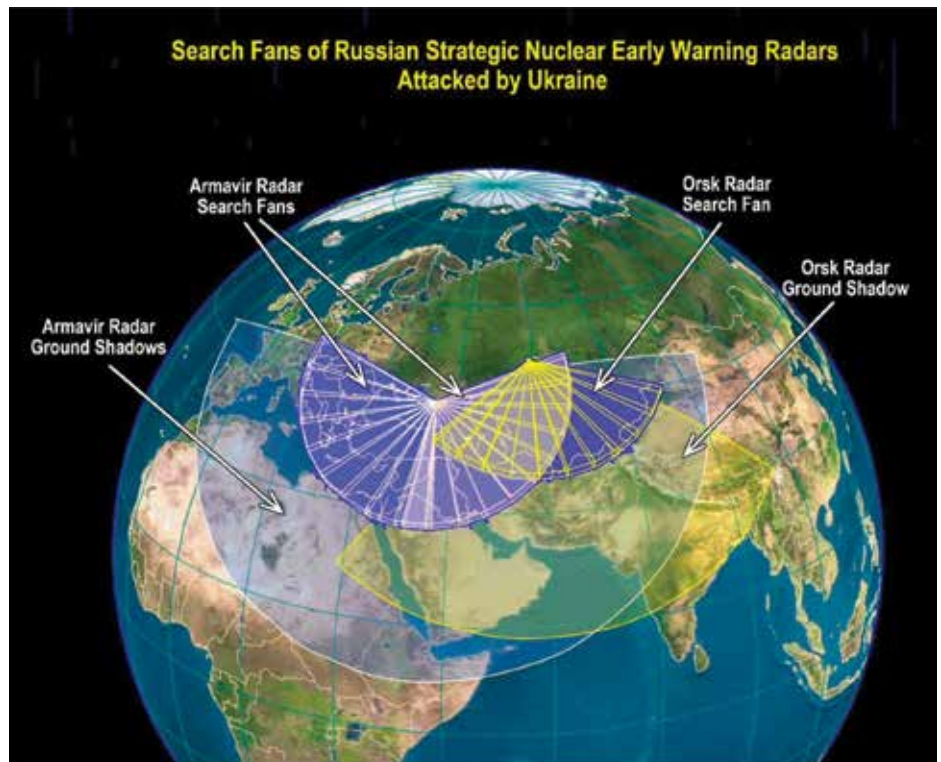 Search Fans of Russian Strategic Nuclear Early Warning Radars
Attacked by Ukraine
Armavir Radar
Search Fans
Orsk Radar
Search Fan
Orsk Radar
Ground Shadow
Armavir Radar
Ground Shadows